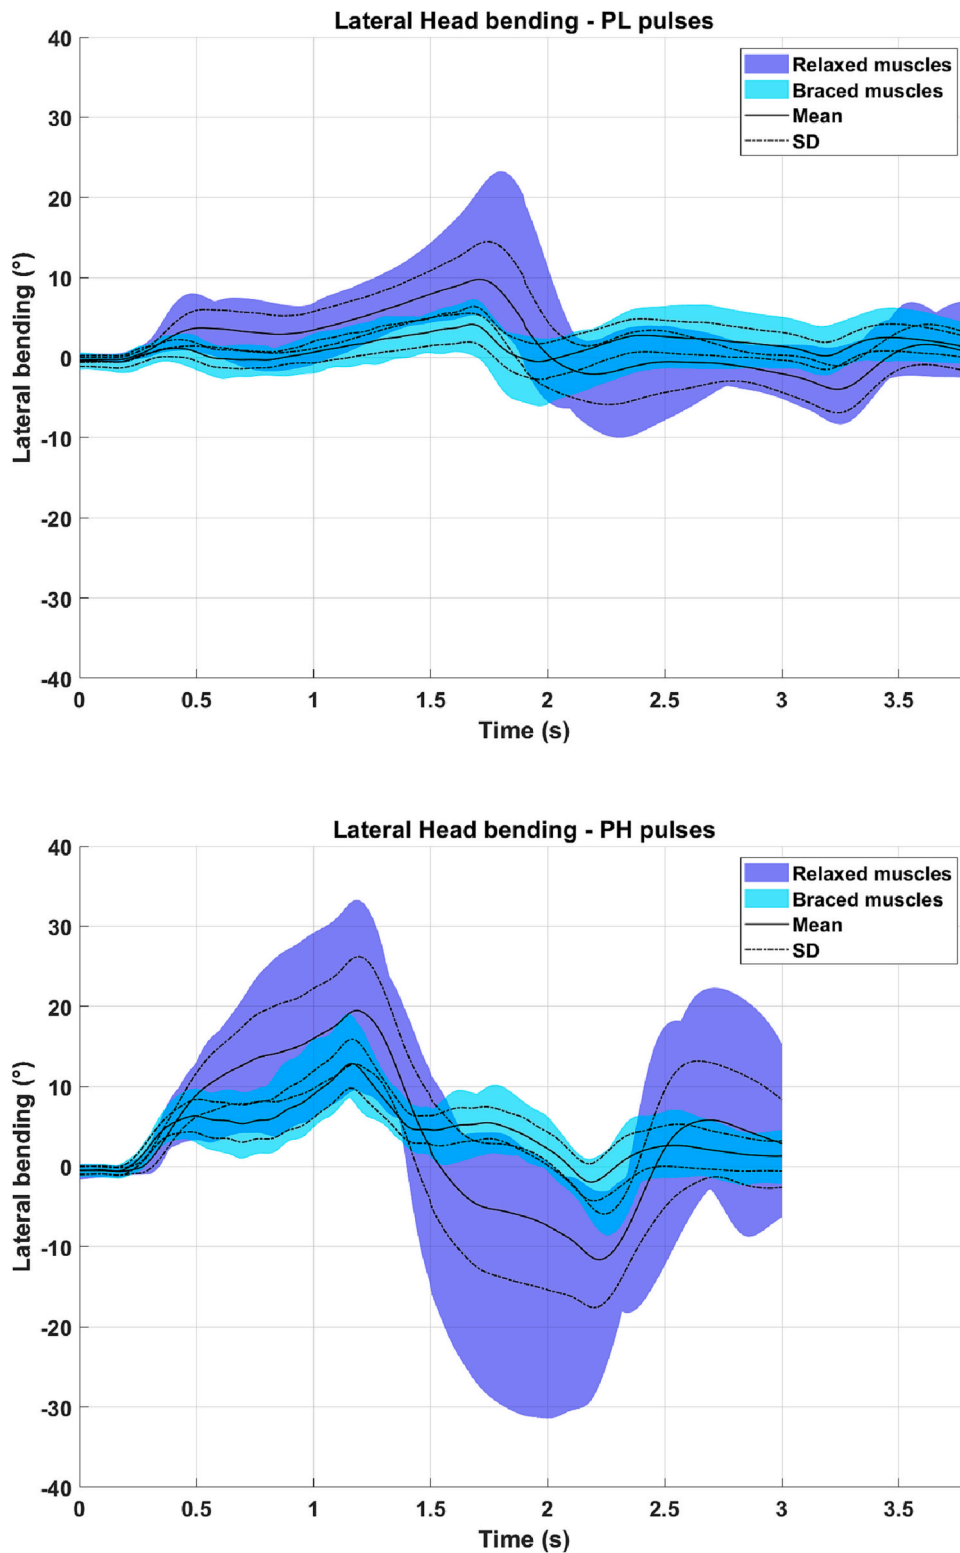 Lateral Head bending - PL pulses
40
30
20
10
0
-10
-20
-30
-40
Lateral bending (°)
Relaxed muscles
Braced muscles
Mean
SD
0 0.5 1 1.5 2 2.5 3 3.5
Time (s)
Lateral Head bending - PH pulses
40
30
20
10
0
-10
-20
-30
-40
Lateral bending (°)
Relaxed muscles
Braced muscles
Mean
SD
0 0.5 1 1.5 2 2.5 3 3.5
Time (s)